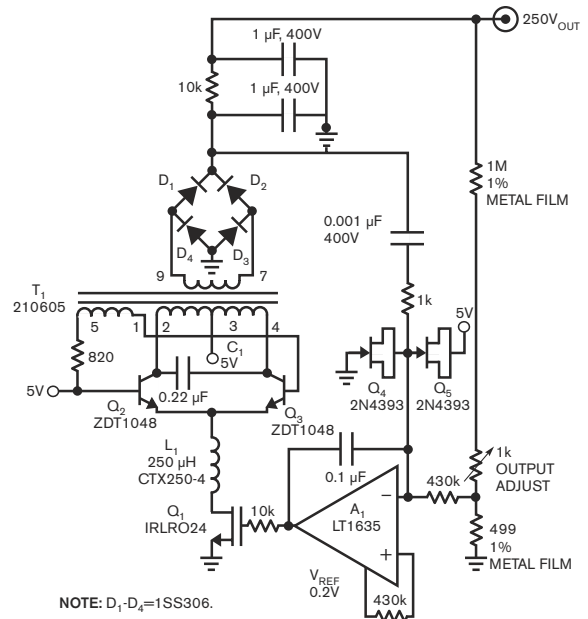 250VOUT
1 µF, 400V
10k
1 µF, 400V
D1
D2
D4
D3
1M
1%
METAL FILM
0.001 µF
400V
9
7
T1
210605
1k
5
1
2
3
4
5V
C1
5V
820
Q4
2N4393
Q5
2N4393
5V
0.22 µF
Q2
ZDT1048
Q3
ZDT1048
L1
250 µH
CTX250-4
0.1 µF
1k
OUTPUT
ADJUST
–
430k
A1
LT1635
Q1
IRLRO24
10k
+
499
1%
METAL FILM
VREF
0.2V
430k
NOTE: D1-D4=1SS306.